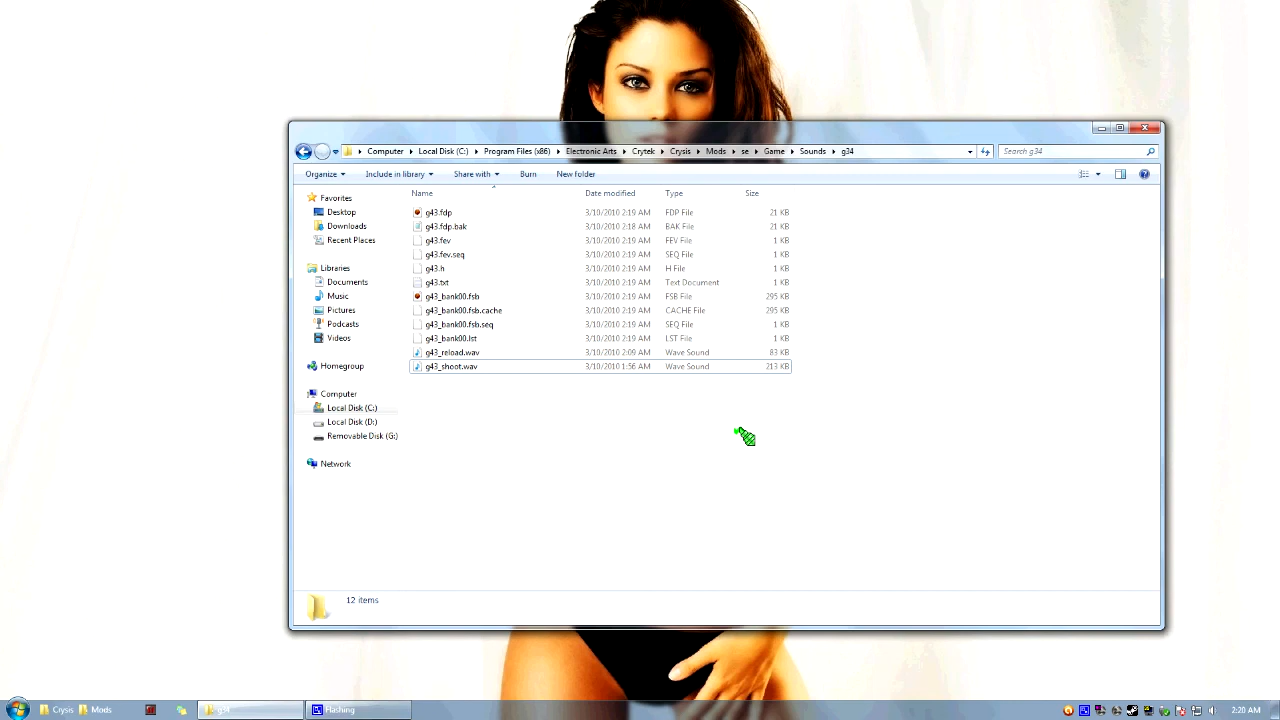 Computer Local Disk (C:) Program Files (x86) Electronic Arts Crytek Crysis Mods se Game Sounds g34 Search g34
Organize Include in library Share with Burn New folder
Favorites
Desktop
Downloads
Recent Places
Libraries
Documents
Music
Pictures
Podcasts
Videos
Homegroup
Computer
Local Disk (C:)
Local Disk (D:)
Removable Disk (G:)
Network
Name Date modified Type Size
g43.fdp 3/10/2010 2:19 AM FDP File 21 KB
g43.fdp.bak 3/10/2010 2:18 AM BAK File 21 KB
g43.fev 3/10/2010 2:19 AM FEV File 1 KB
g43.fev.seq 3/10/2010 2:19 AM SEQ File 1 KB
g43.h 3/10/2010 2:19 AM H File 1 KB
g43.txt 3/10/2010 2:19 AM Text Document 1 KB
g43_bank00.fsb 3/10/2010 2:19 AM FSB File 295 KB
g43_bank00.fsb.cache 3/10/2010 2:19 AM CACHE File 295 KB
g43_bank00.fsb.seq 3/10/2010 2:19 AM SEQ File 1 KB
g43_bank00.lst 3/10/2010 2:19 AM LST File 1 KB
g43_reload.wav 3/10/2010 2:09 AM Wave Sound 83 KB
g43_shoot.wav 3/10/2010 1:56 AM Wave Sound 213 KB
12 items
Crysis Mods g34 Flashing 2:20 AM